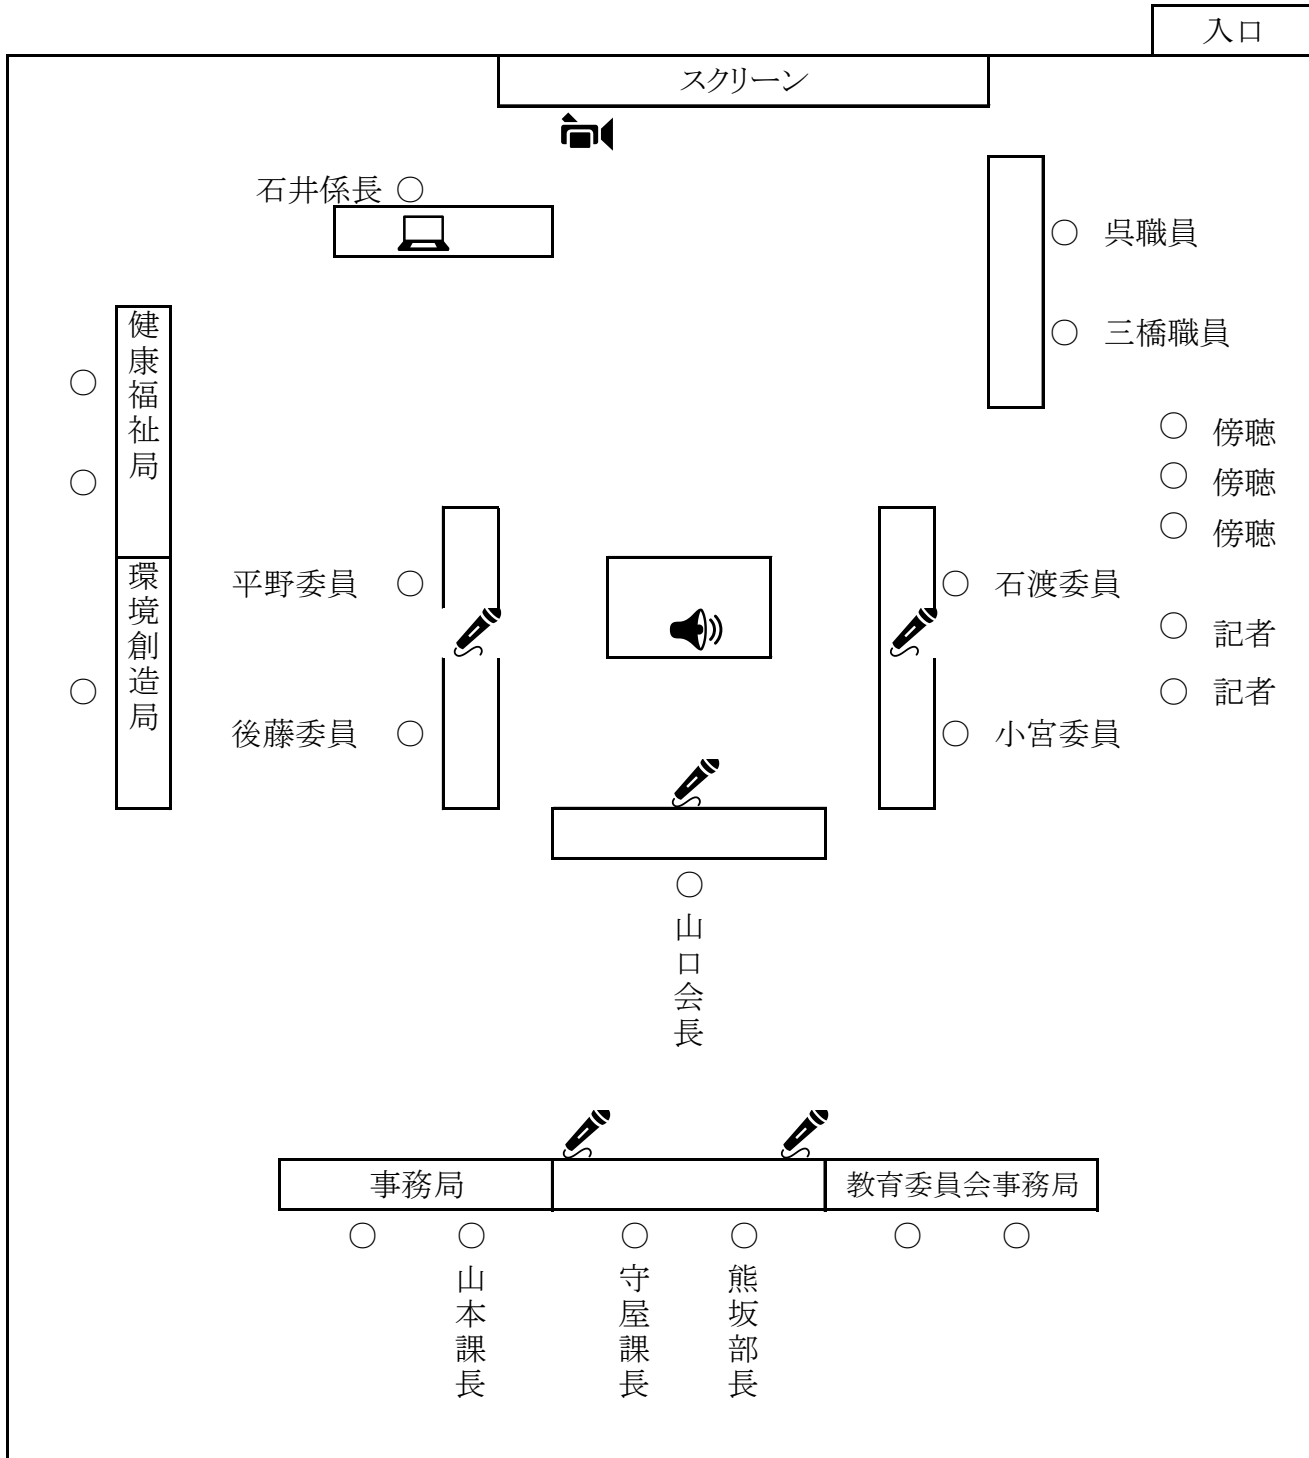 入口
スクリーン
石井係長 ○
○ 呉職員
○ 三橋職員
健康福祉局
○
○
○ 傍聴
○ 傍聴
○ 傍聴
環境創造局
○
平野委員 ○
○ 石渡委員
○ 記者
○ 記者
後藤委員 ○
○ 小宮委員
○
山口会長
事務局
教育委員会事務局
○ ○ ○ ○ ○ ○
山本課長
守屋課長
熊坂部長